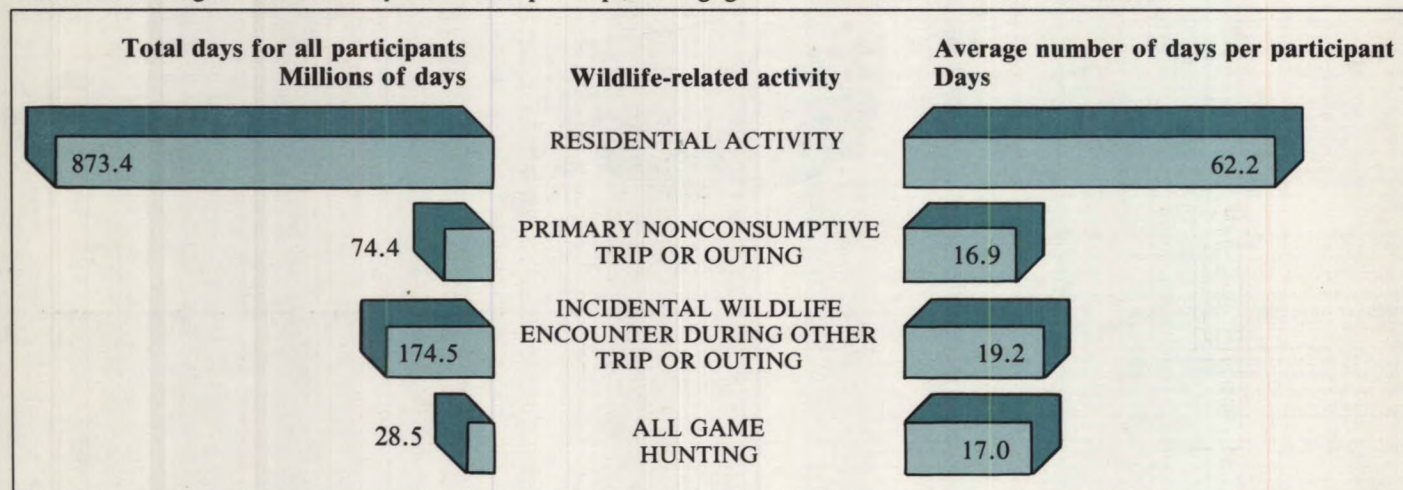 Total days for all participants
Millions of days
Wildlife-related activity
Average number of days per participant
Days
873.4
RESIDENTIAL ACTIVITY
62.2
74.4
PRIMARY NONCONSUMPTIVE
TRIP OR OUTING
16.9
174.5
INCIDENTAL WILDLIFE
ENCOUNTER DURING OTHER
TRIP OR OUTING
19.2
28.5
ALL GAME
HUNTING
17.0